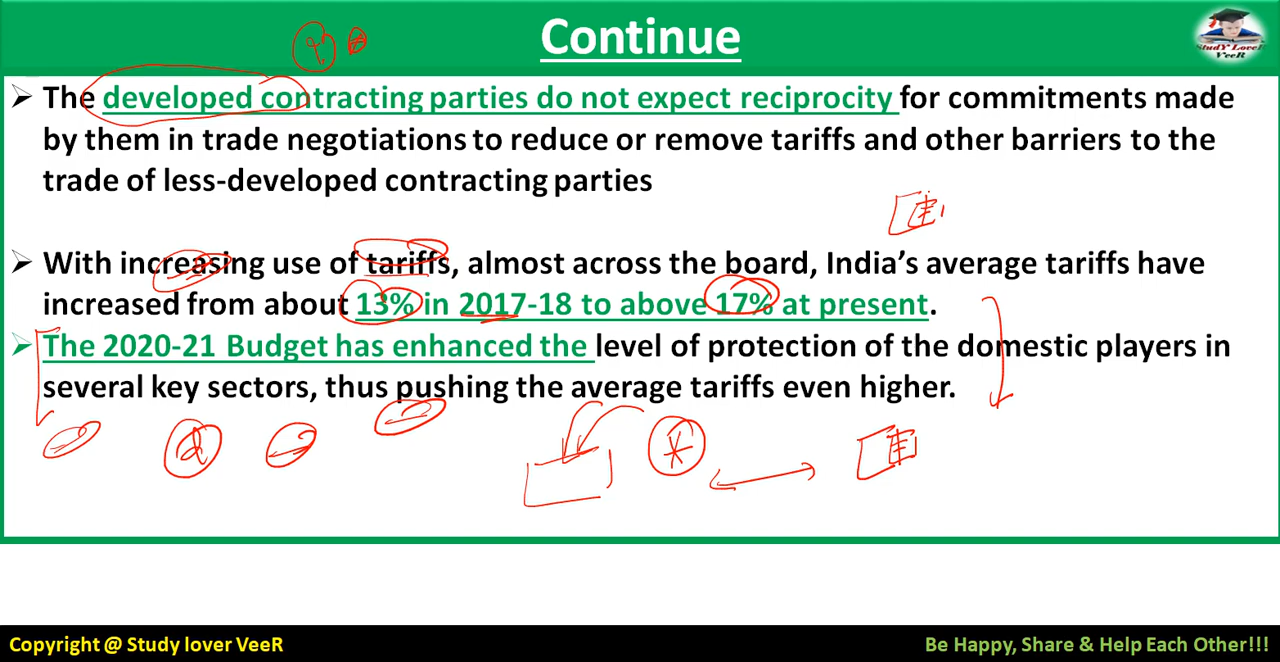 Continue
StudY LoveR
VeeR
➢ The developed contracting parties do not expect reciprocity for commitments made
by them in trade negotiations to reduce or remove tariffs and other barriers to the
trade of less-developed contracting parties
➢ With increasing use of tariffs, almost across the board, India’s average tariffs have
increased from about 13% in 2017-18 to above 17% at present.
➢ The 2020-21 Budget has enhanced the level of protection of the domestic players in
several key sectors, thus pushing the average tariffs even higher.
Copyright @ Study lover VeeR
Be Happy, Share & Help Each Other!!!